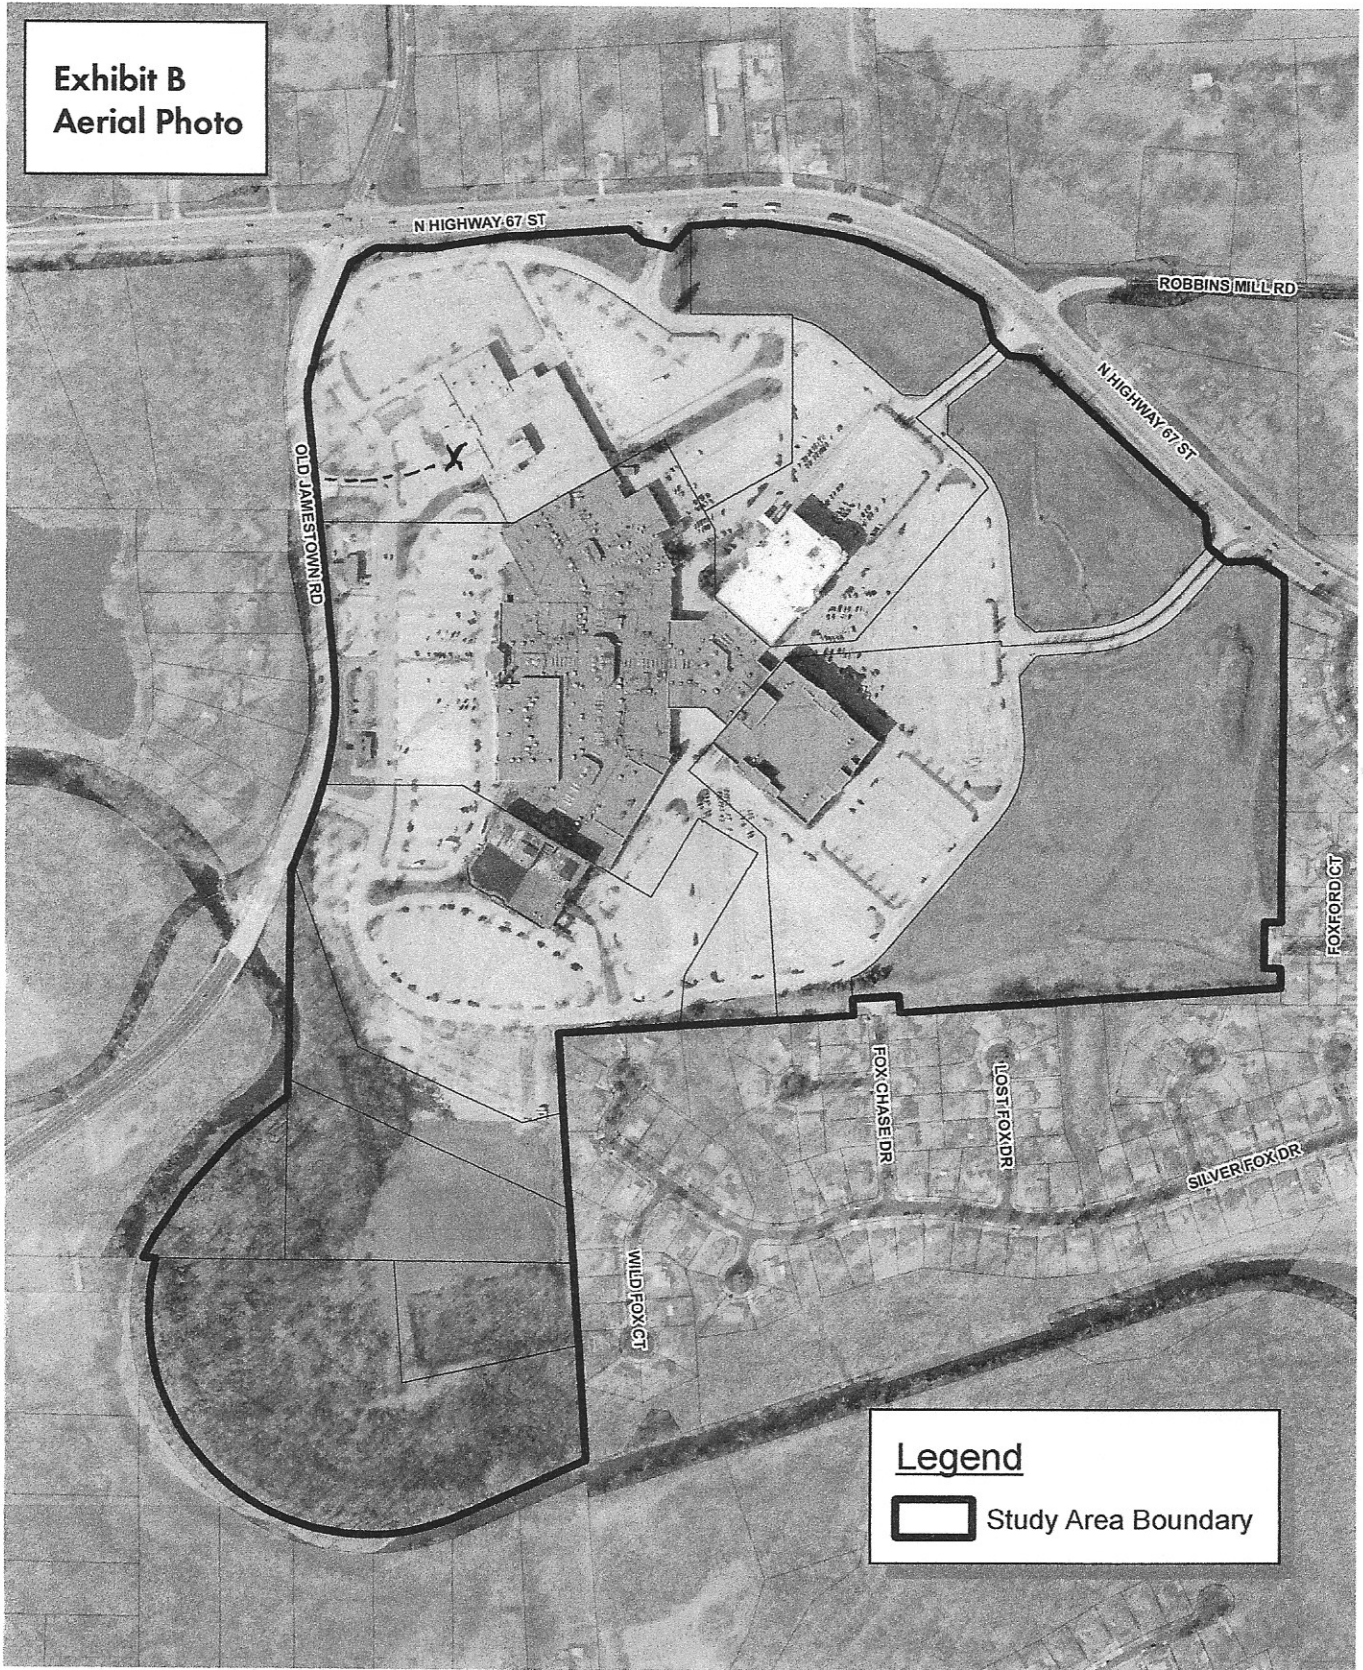 Exhibit B
Aerial Photo
N HIGHWAY 67 ST
ROBBINS MILL RD
N HIGHWAY 67 ST
OLD JAMESTOWN RD
X
FOXFORD CT
FOX CHASE DR
LOST FOX DR
SILVER FOX DR
WILD FOX CT
Legend
Study Area Boundary